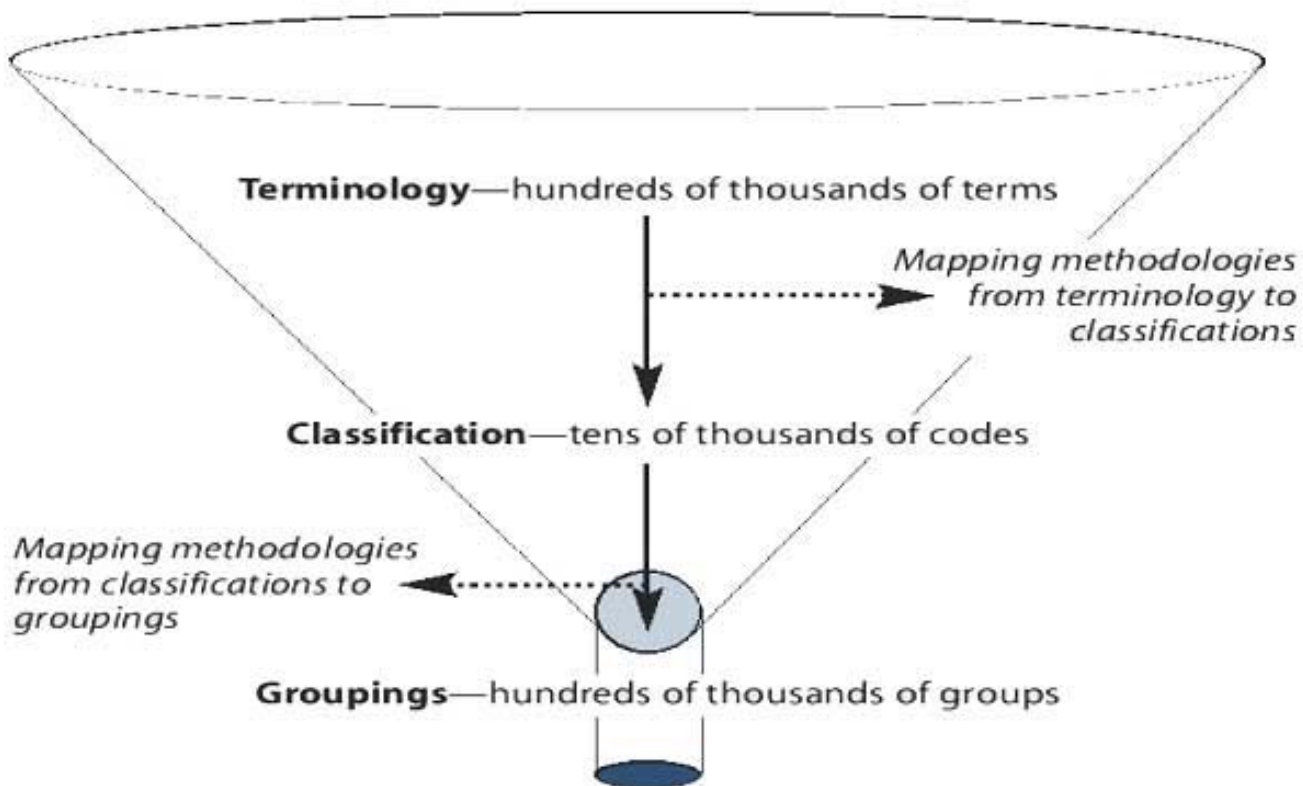 Terminology—hundreds of thousands of terms
Mapping methodologies
from terminology to
classifications
Classification—tens of thousands of codes
Mapping methodologies
from classifications to
groupings
Groupings—hundreds of thousands of groups